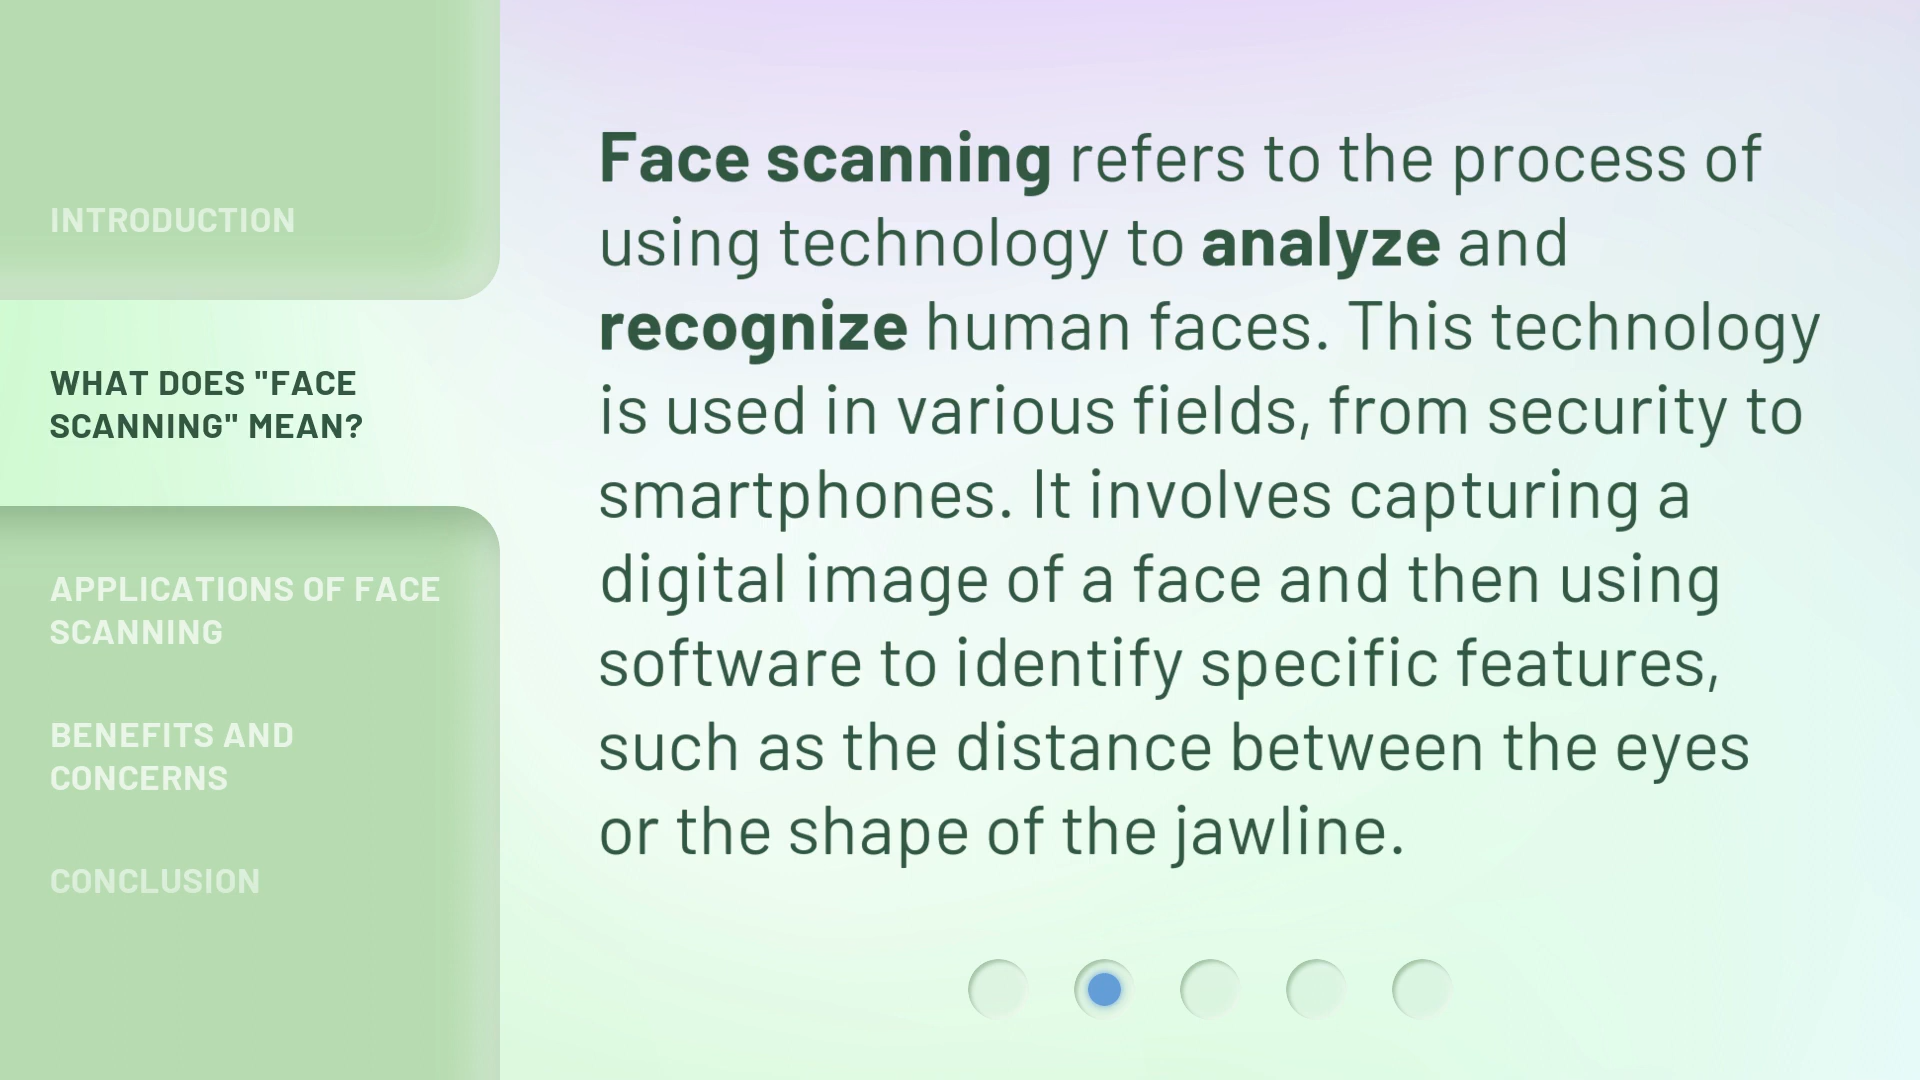 INTRODUCTION
WHAT DOES "FACE
SCANNING" MEAN?
APPLICATIONS OF FACE
SCANNING
BENEFITS AND
CONCERNS
CONCLUSION
Face scanning refers to the process of
using technology to analyze and
recognize human faces. This technology
is used in various fields, from security to
smartphones. It involves capturing a
digital image of a face and then using
software to identify specific features,
such as the distance between the eyes
or the shape of the jawline.